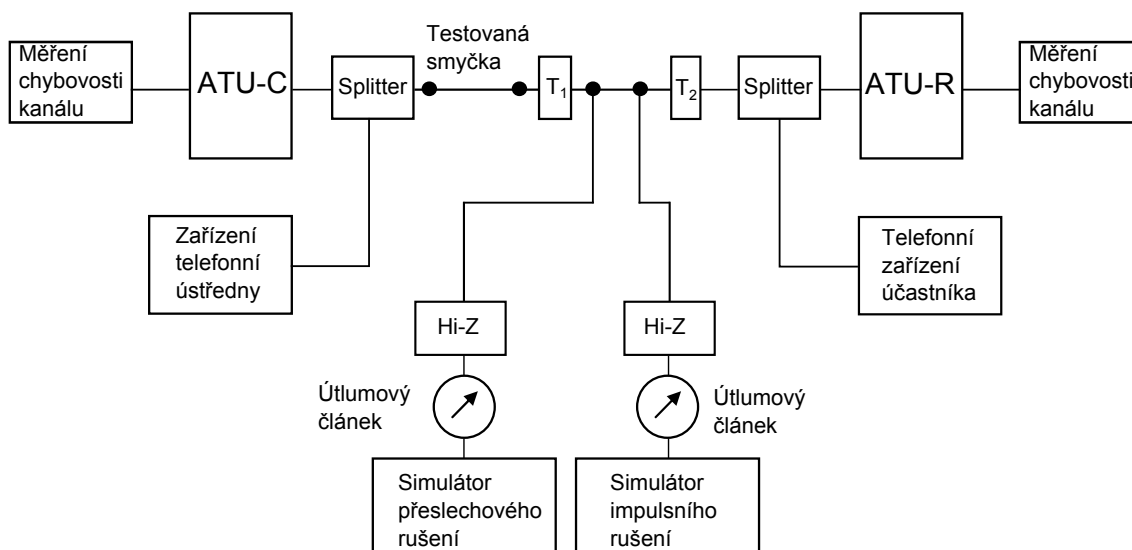 Měření
chybovosti
kanálu
ATU-C
Splitter
Testovaná
smyčka
T1
T2
Splitter
ATU-R
Měření
chybovosti
kanálu
Zařízení
telefonní
ústředny
Telefonní
zařízení
účastníka
Hi-Z
Hi-Z
Útlumový
článek
Útlumový
článek
Simulátor
přeslechového
rušení
Simulátor
impulsního
rušení